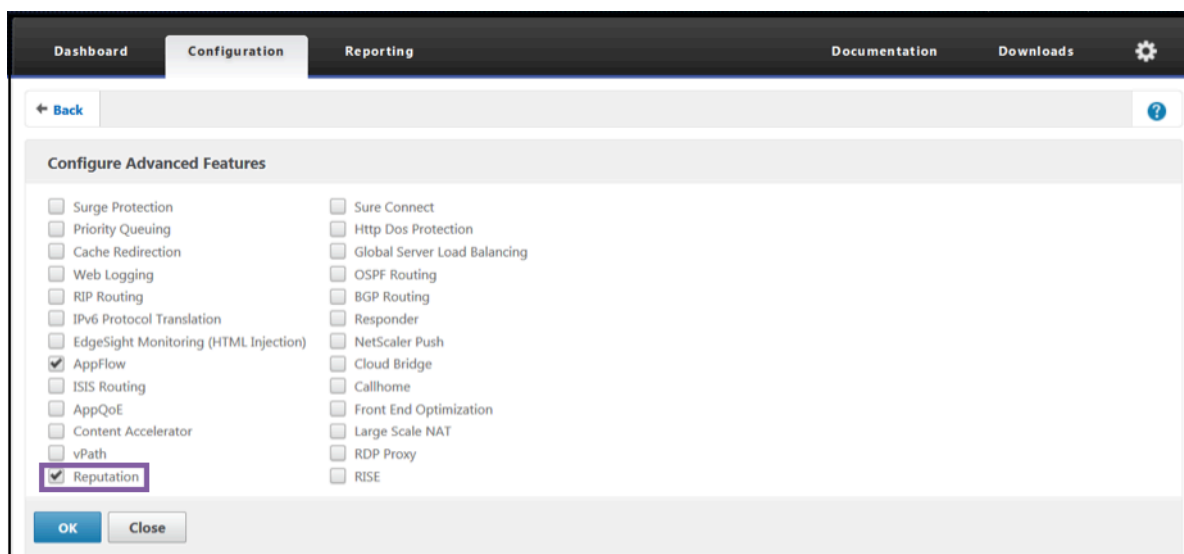 Dashboard Configuration Reporting Documentation Downloads
Back
?
Configure Advanced Features
Surge Protection
Priority Queuing
Cache Redirection
Web Logging
RIP Routing
IPv6 Protocol Translation
EdgeSight Monitoring (HTML Injection)
AppFlow
ISIS Routing
AppQoE
Content Accelerator
vPath
Reputation
Sure Connect
Http Dos Protection
Global Server Load Balancing
OSPF Routing
BGP Routing
Responder
NetScaler Push
Cloud Bridge
Callhome
Front End Optimization
Large Scale NAT
RDP Proxy
RISE
OK Close